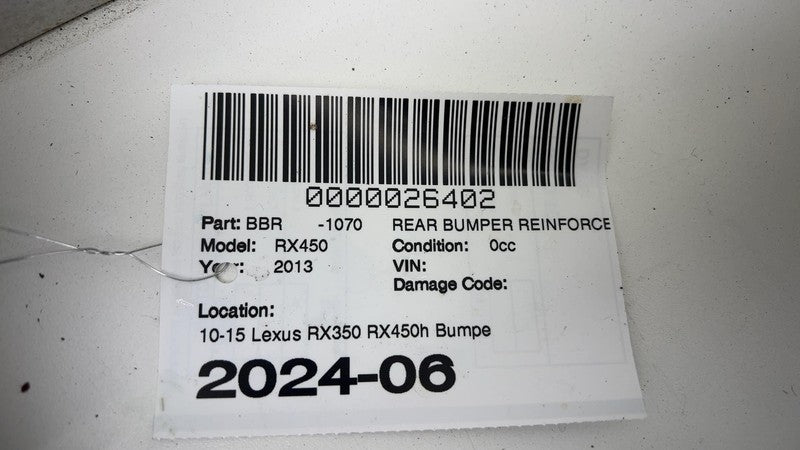 0000026402
Part: BBR -1070 REAR BUMPER REINFORCE
Model: RX450 Condition: 0cc
Year: 2013 VIN:
Damage Code:
Location:
10-15 Lexus RX350 RX450h Bumpe
2024-06